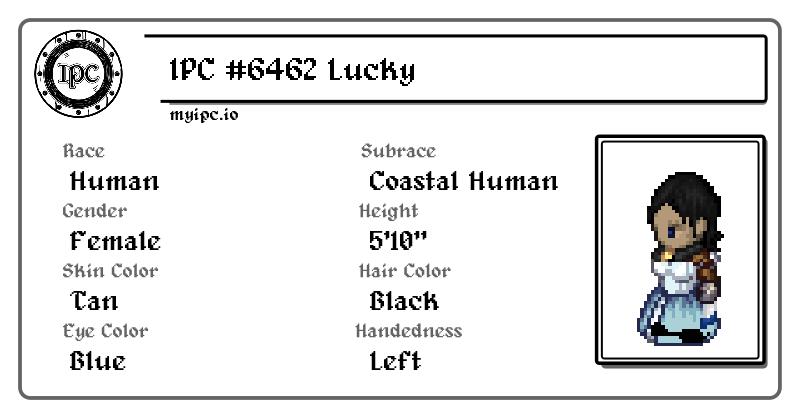 IPC
IPC #6462 Lucky
myipc.io
Race
Human
Subrace
Coastal Human
Gender
Female
Height
5'10"
Skin Color
Tan
Hair Color
Black
Eye Color
Blue
Handedness
Left